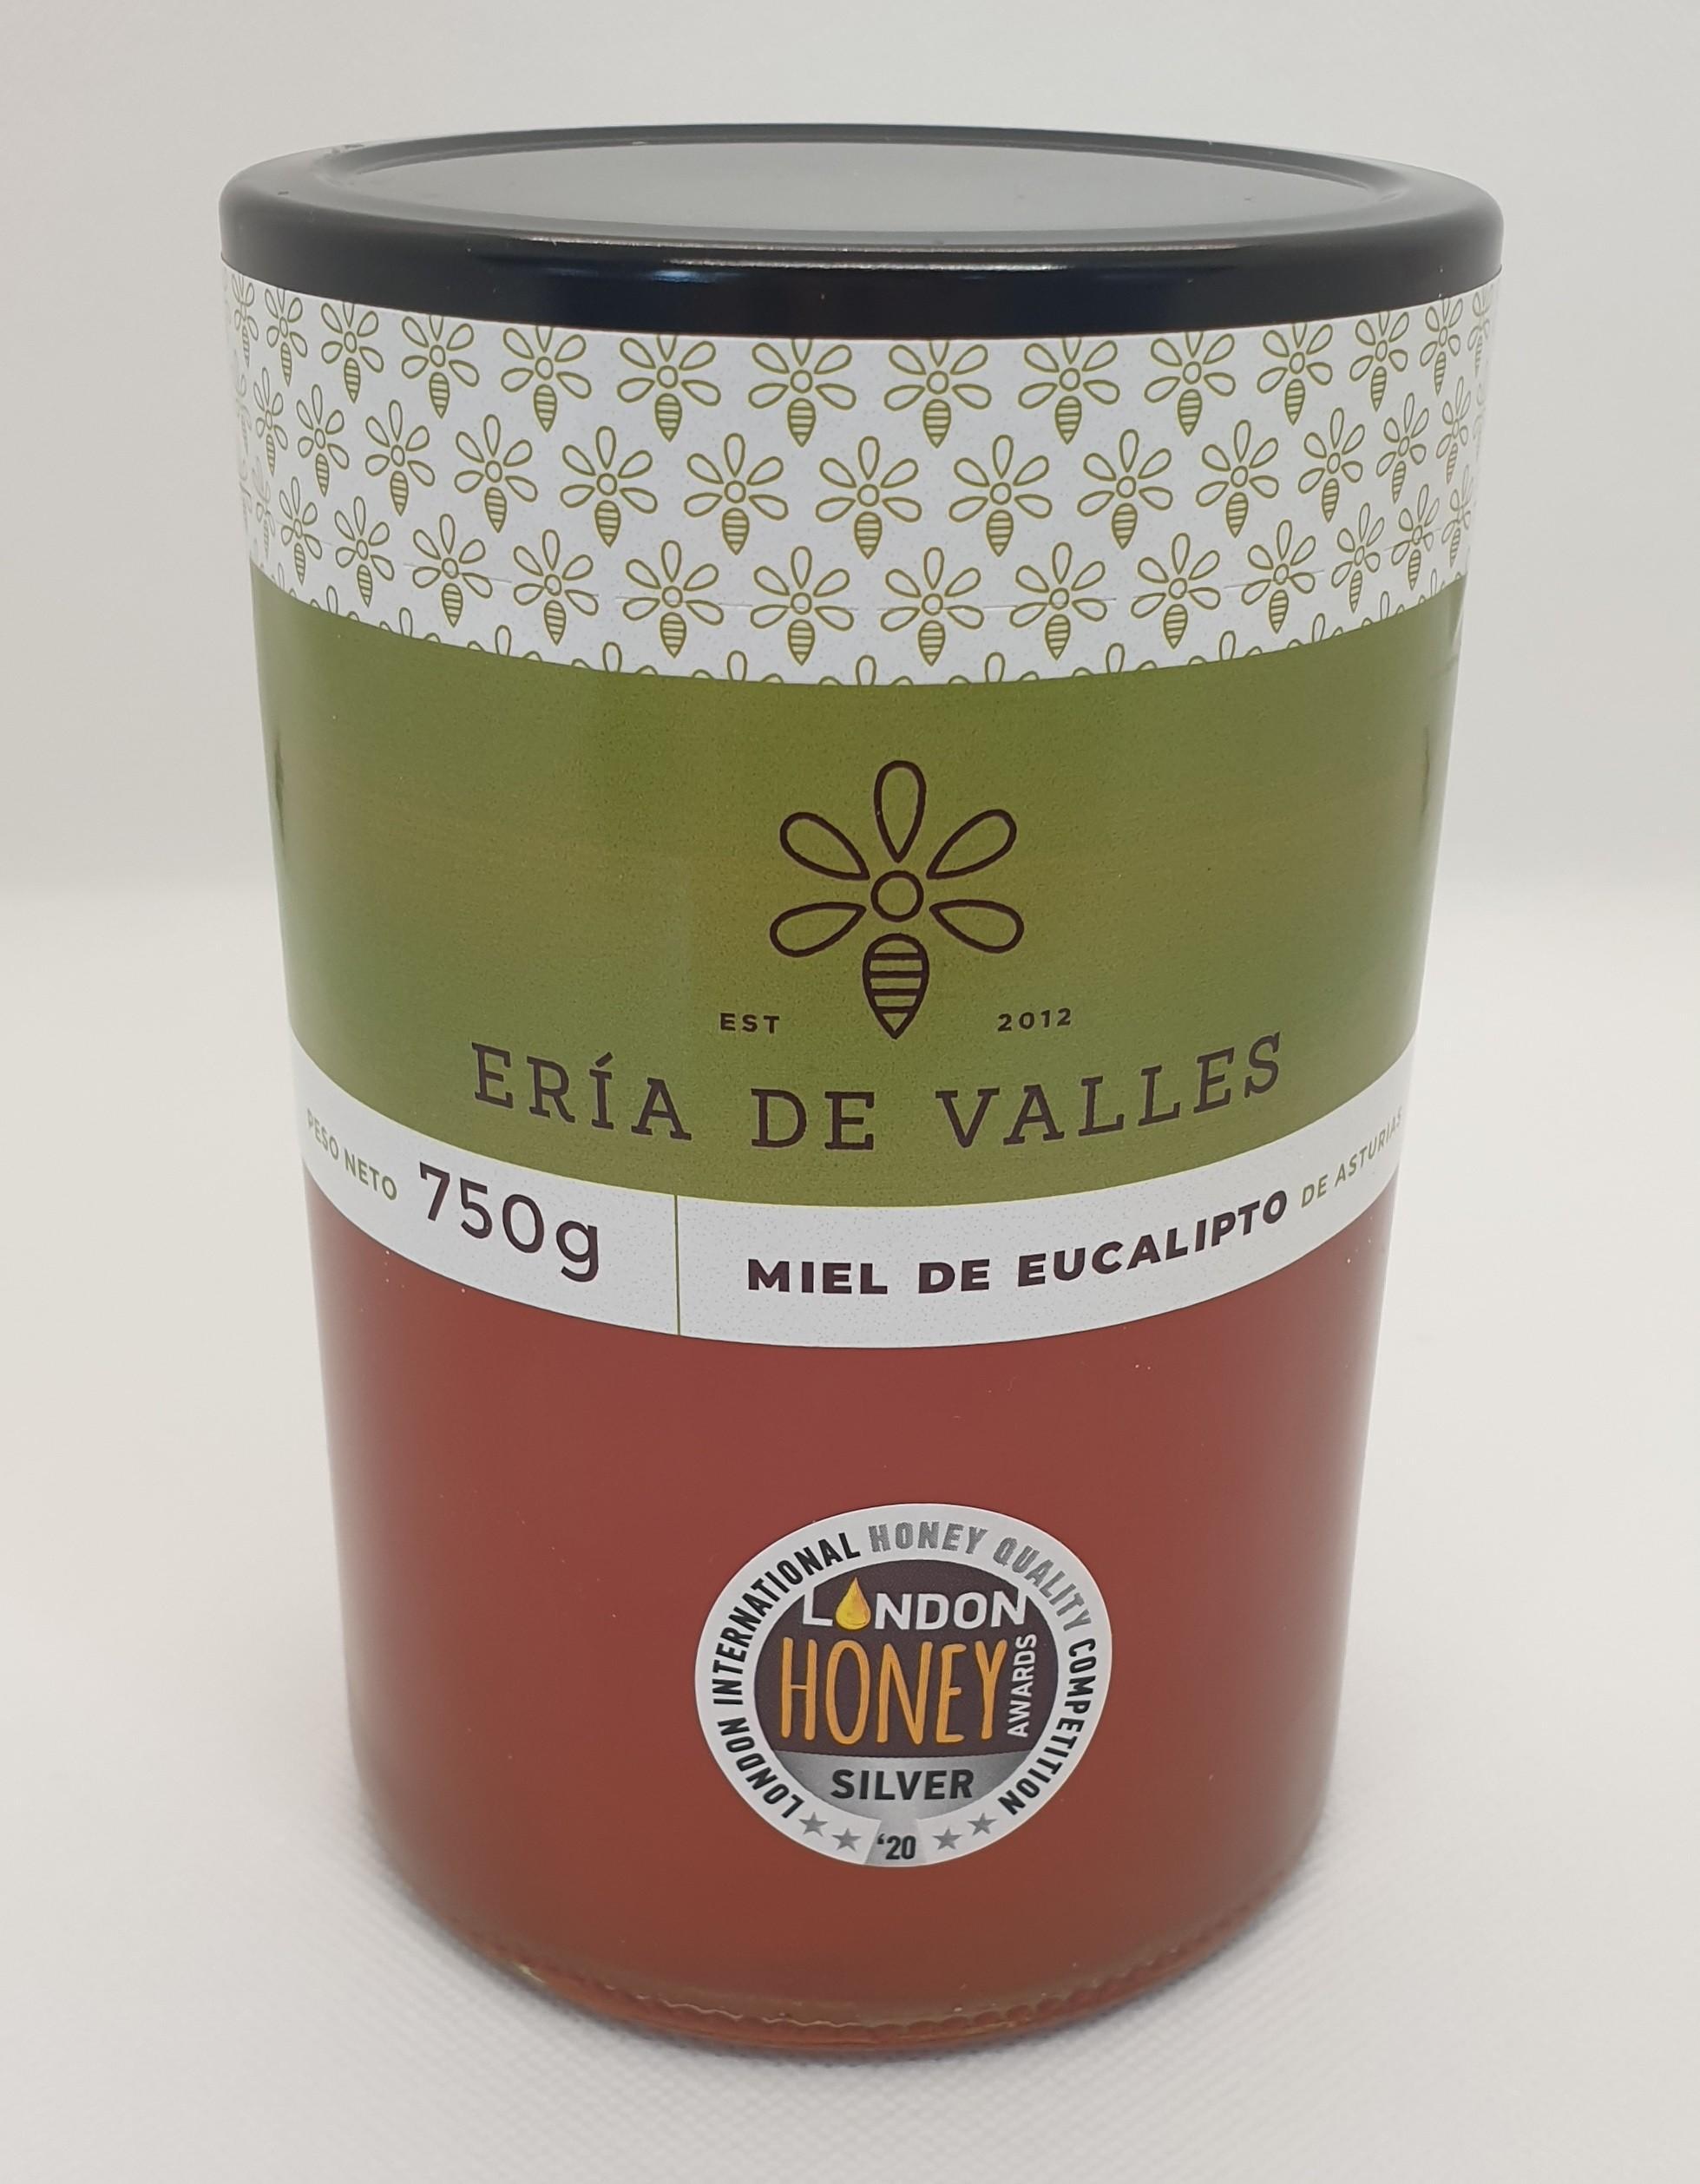 EST 2012
ERÍA DE VALLES
PESO NETO 750g
MIEL DE EUCALIPTO DE ASTURIAS
LONDON INTERNATIONAL HONEY QUALITY COMPETITION
LONDON
HONEY
AWARDS
SILVER
'20